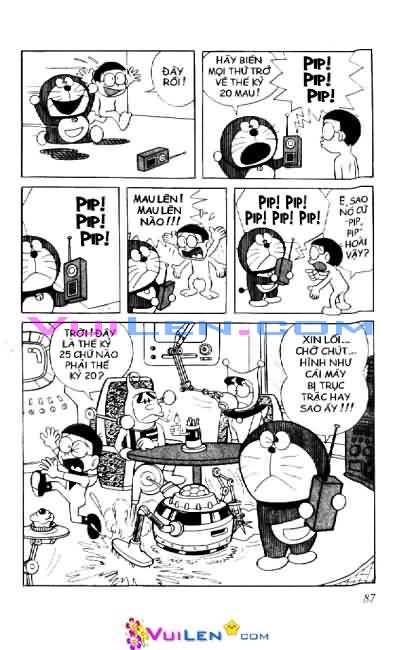 ĐÂY
RỒI!
HÃY BIẾN
MỌI THỨ TRỞ
VỀ THẾ KỶ
20 MAU!
PIP!
PIP!
PIP!
PIP!
PIP!
PIP!
MAU LÊN!
MAU LÊN
NÀO!!!
PIP! PIP!
PIP! PIP! PIP!
Ê, SAO
NÓ CỨ
"PIP,
PIP"
HOÀI
VẬY?
VUILEN.COM
TRỜI! ĐÂY
LÀ THẾ KỶ
25 CHỨ NÀO
PHẢI THẾ
KỶ 20?
XIN LỖI...
CHỜ CHÚT...
HÌNH NHƯ
CÁI MÁY
BỊ TRỤC
TRẶC HAY
SAO ẤY!!!
87
VUILEN.COM